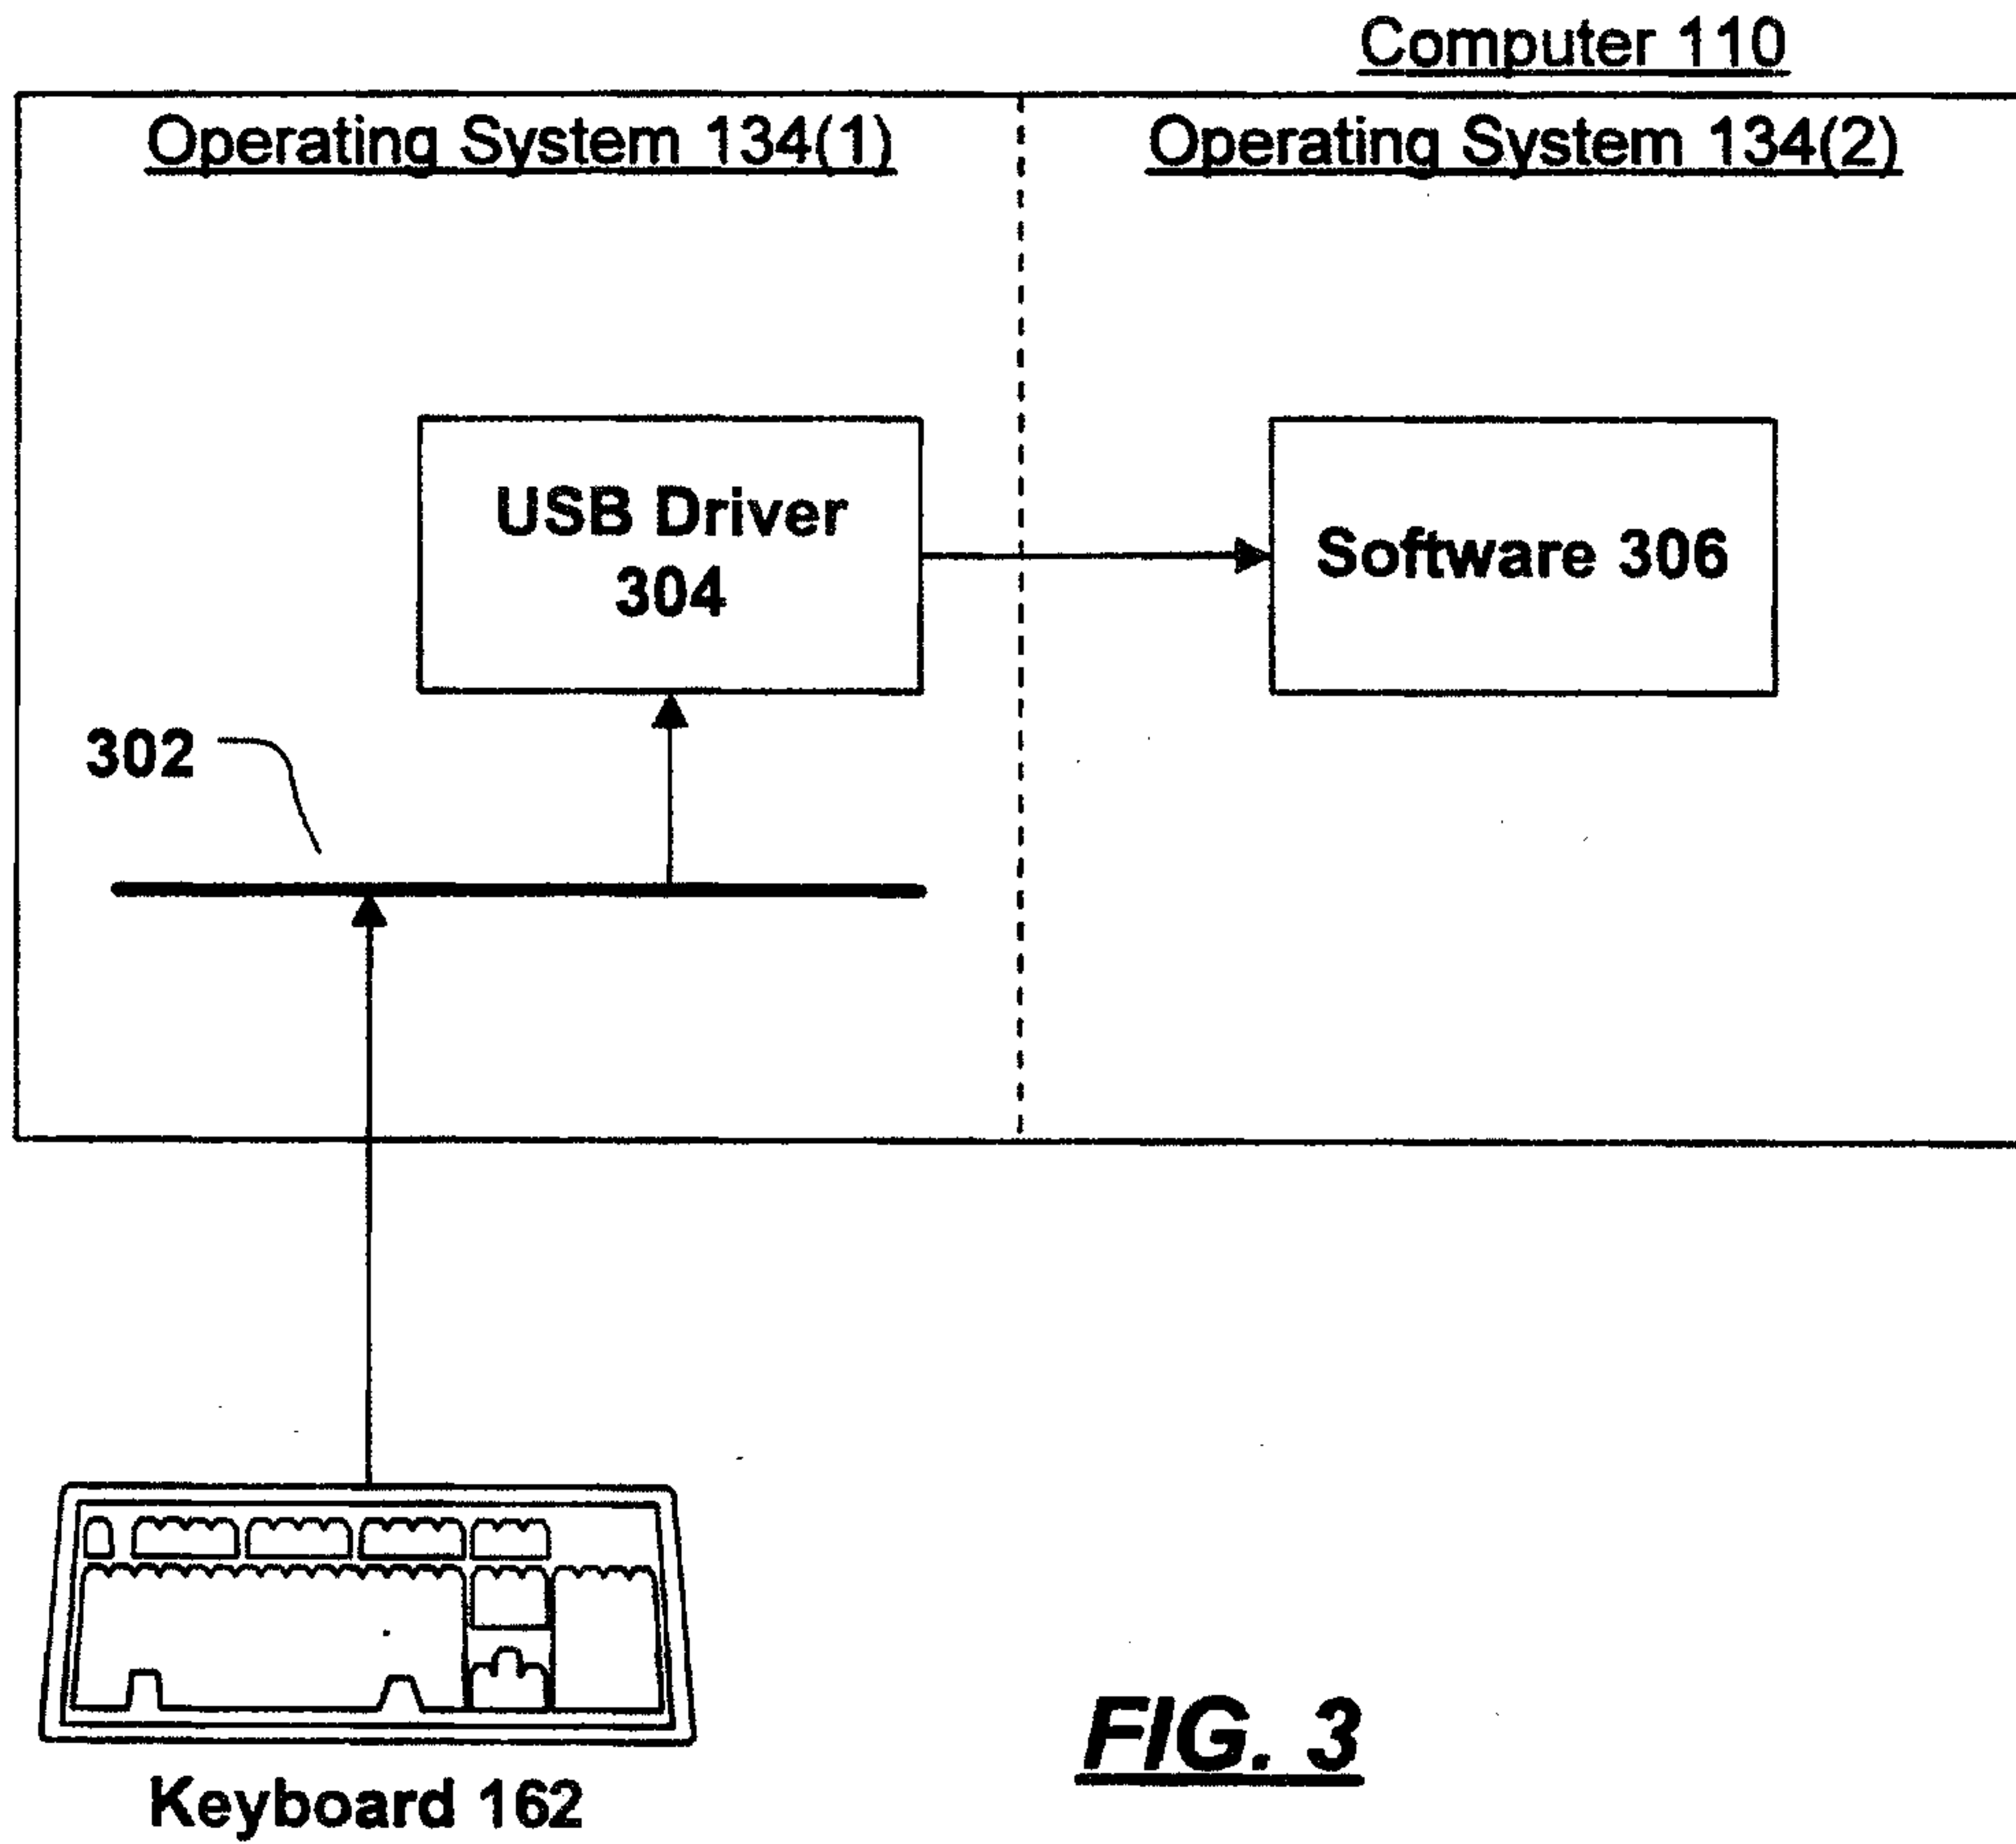 Computer 110
Operating System 134(1)
Operating System 134(2)
USB Driver
304
Software 306
302
Keyboard 162
FIG. 3